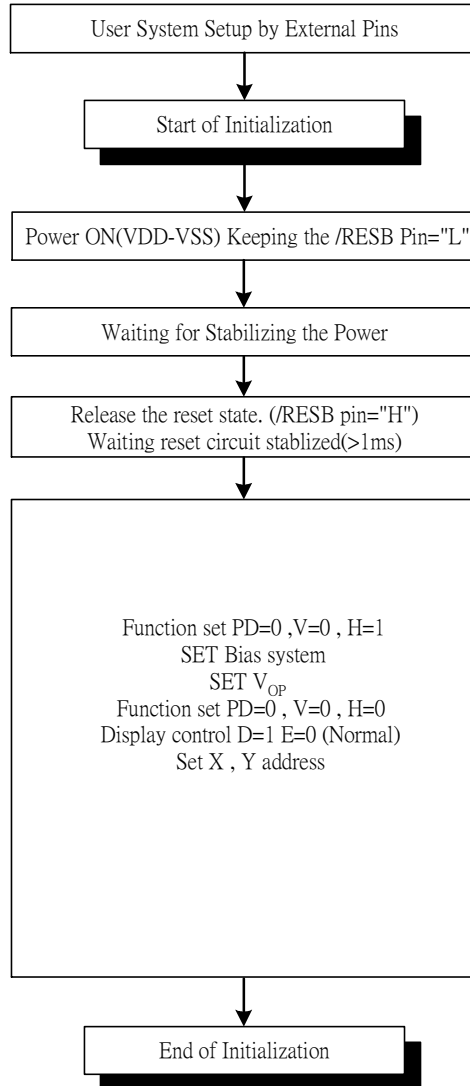 User System Setup by External Pins
Start of Initialization
Power ON(VDD-VSS) Keeping the /RESB Pin="L"
Waiting for Stabilizing the Power
Release the reset state. (/RESB pin="H")
Waiting reset circuit stablized(>1ms)
Function set PD=0 ,V=0 , H=1
SET Bias system
SET VOP
Function set PD=0 , V=0 , H=0
Display control D=1 E=0 (Normal)
Set X , Y address
End of Initialization